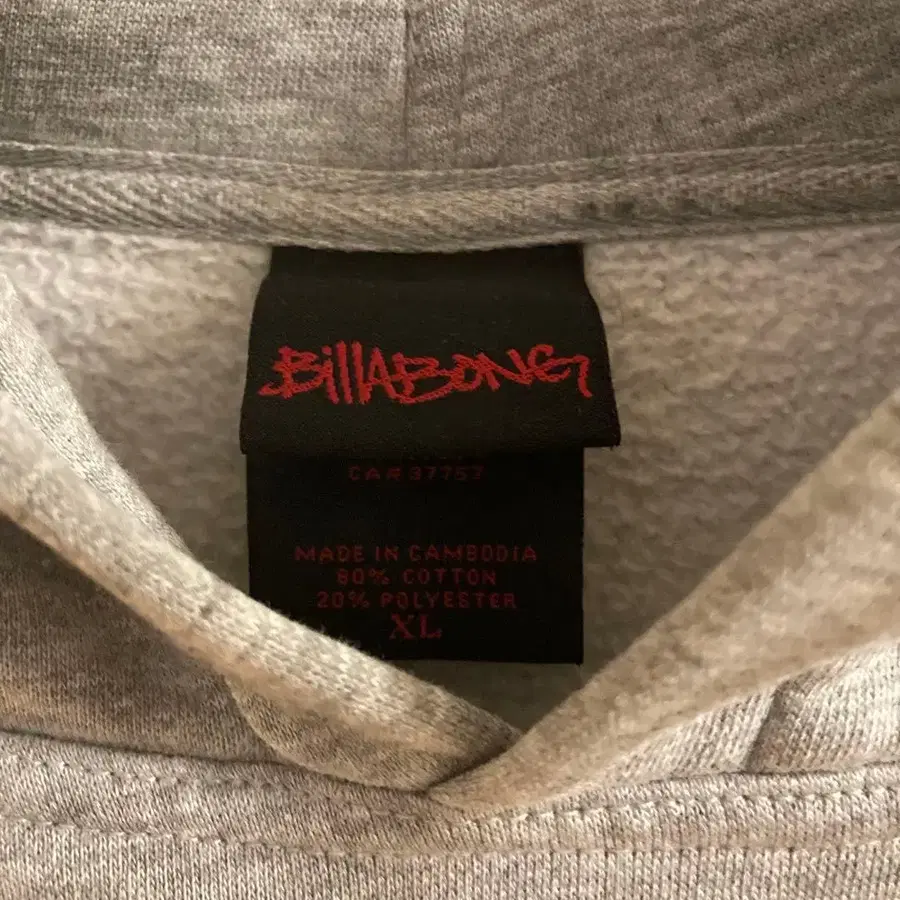 BillABONG
CA# 37757
MADE IN CAMBODIA
80% COTTON
20% POLYESTER
XL